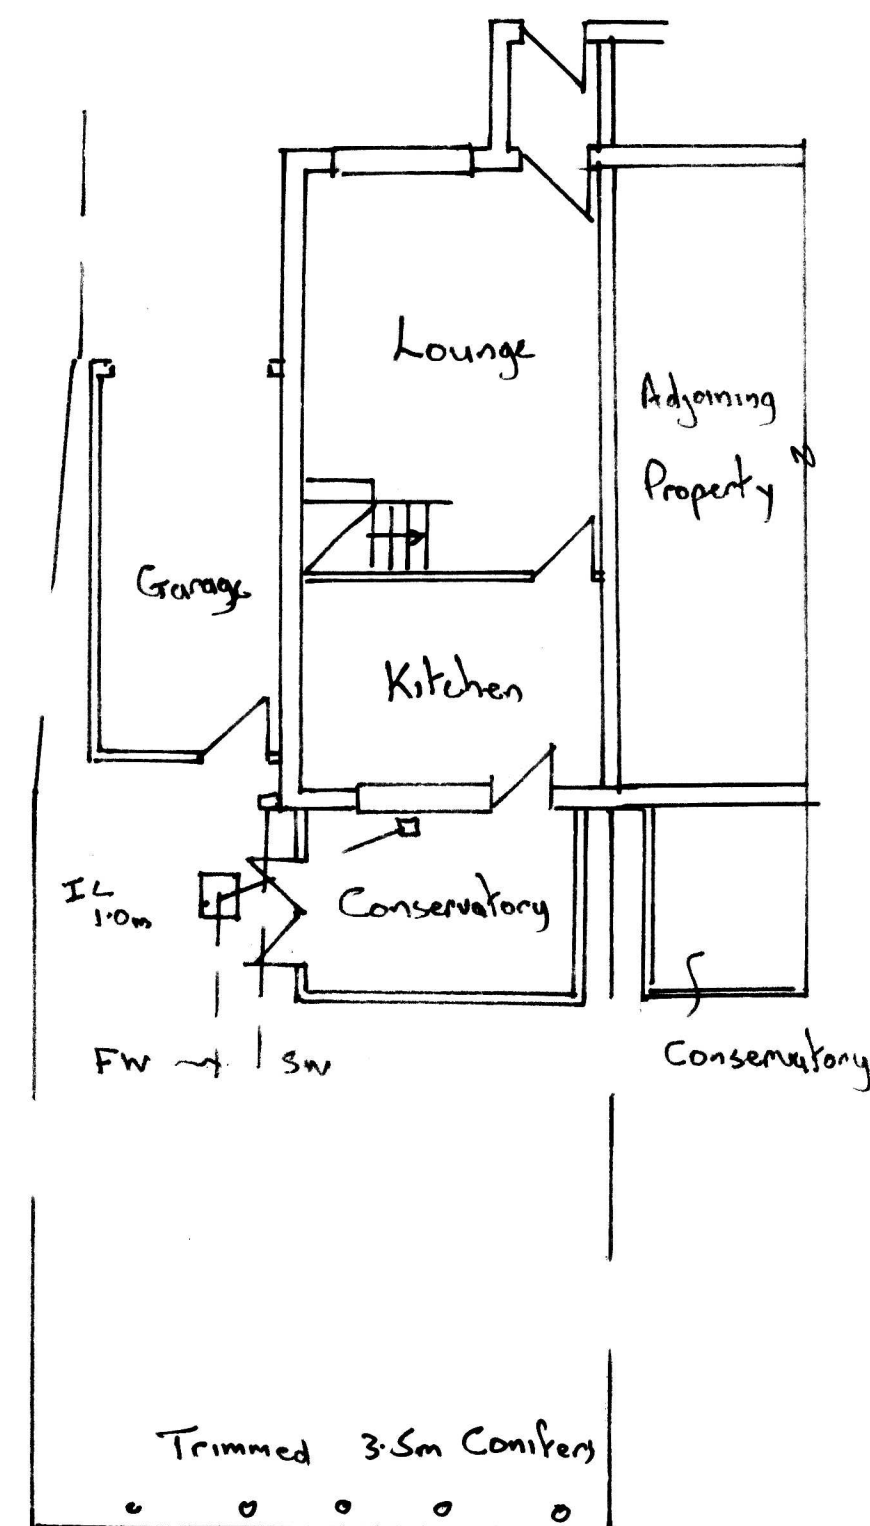 Lounge
Adjoining
Property
Garage
Kitchen
IL
1.0m
Conservatory
FW
SW
Conservatory
Trimmed 3.5m Conifers